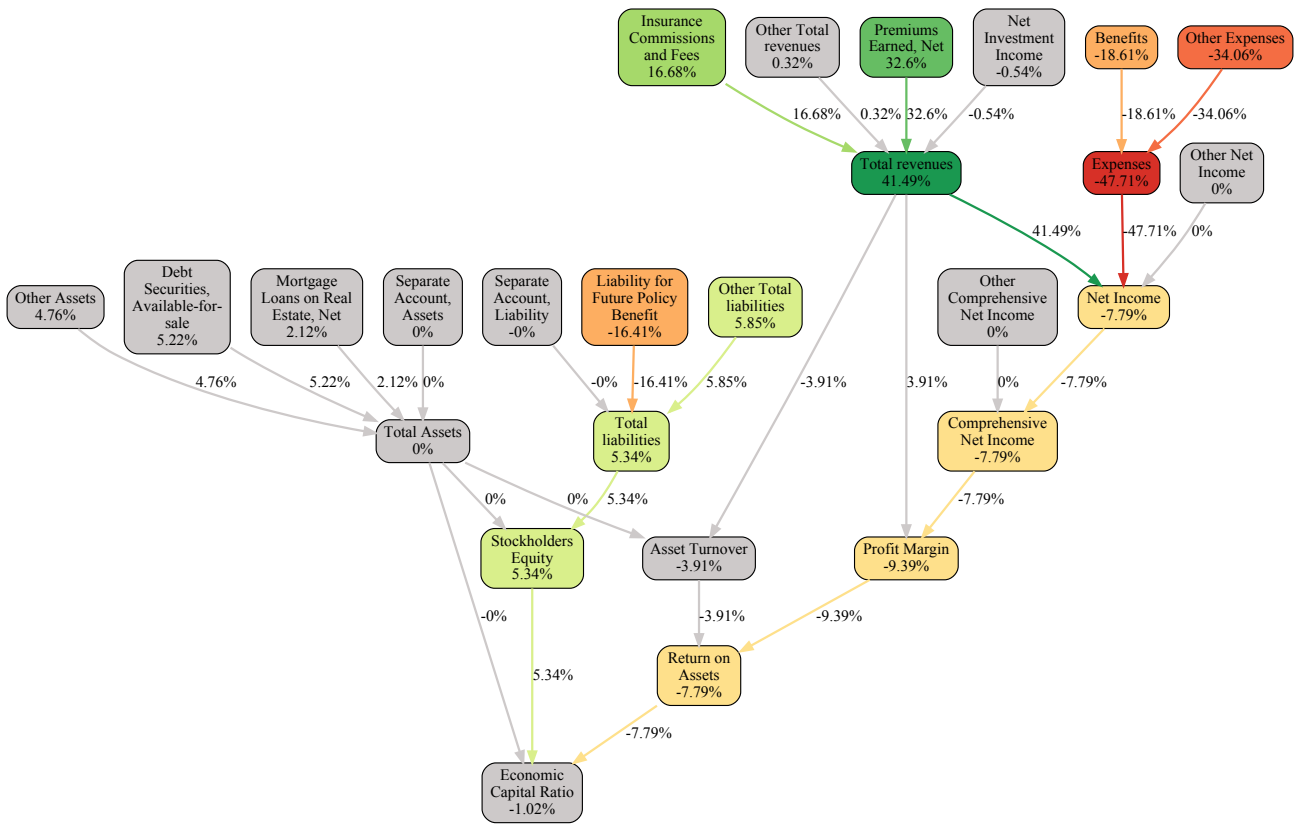 Insurance
Commissions
and Fees
16.68%
Other Total
revenues
0.32%
Premiums
Earned, Net
32.6%
Net
Investment
Income
-0.54%
Benefits
-18.61%
Other Expenses
-34.06%
16.68%
0.32%
32.6%
-0.54%
-18.61%
-34.06%
Total revenues
41.49%
Expenses
-47.71%
Other Net
Income
0%
41.49%
-47.71%
0%
Other Assets
4.76%
Debt
Securities,
Available-for-
sale
5.22%
Mortgage
Loans on Real
Estate, Net
2.12%
Separate
Account,
Assets
0%
Separate
Account,
Liability
-0%
Liability for
Future Policy
Benefit
-16.41%
Other Total
liabilities
5.85%
Other
Comprehensive
Net Income
0%
Net Income
-7.79%
4.76%
5.22%
2.12%
0%
-0%
-16.41%
5.85%
-3.91%
3.91%
0%
-7.79%
Total Assets
0%
Total
liabilities
5.34%
Comprehensive
Net Income
-7.79%
0%
5.34%
0%
-7.79%
Stockholders
Equity
5.34%
Asset Turnover
-3.91%
Profit Margin
-9.39%
-0%
-3.91%
-9.39%
5.34%
Return on
Assets
-7.79%
-7.79%
Economic
Capital Ratio
-1.02%